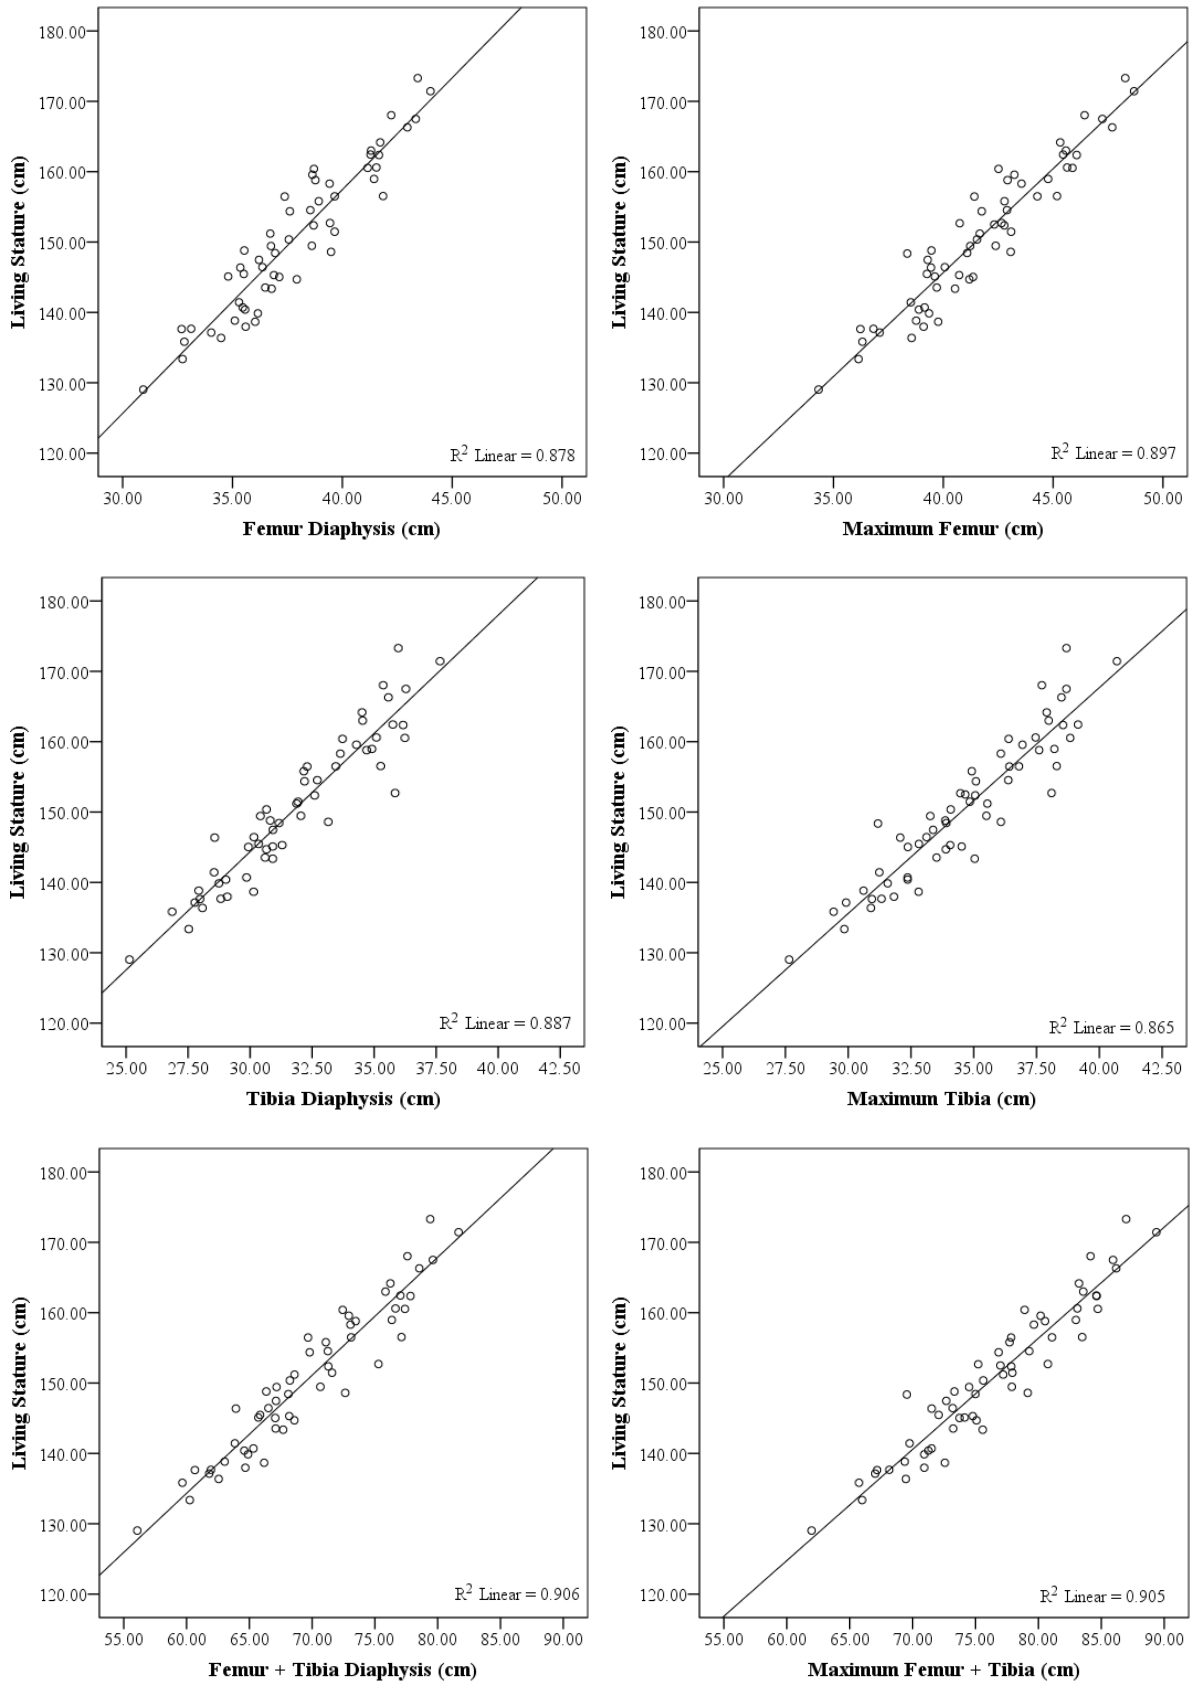 180.00
170.00
160.00
150.00
140.00
130.00
120.00
Living Stature (cm)
R2 Linear = 0.878
30.00 35.00 40.00 45.00 50.00
Femur Diaphysis (cm)
180.00
170.00
160.00
150.00
140.00
130.00
120.00
Living Stature (cm)
R2 Linear = 0.897
30.00 35.00 40.00 45.00 50.00
Maximum Femur (cm)
180.00
170.00
160.00
150.00
140.00
130.00
120.00
Living Stature (cm)
R2 Linear = 0.887
25.00 27.50 30.00 32.50 35.00 37.50 40.00 42.50
Tibia Diaphysis (cm)
180.00
170.00
160.00
150.00
140.00
130.00
120.00
Living Stature (cm)
R2 Linear = 0.865
25.00 27.50 30.00 32.50 35.00 37.50 40.00 42.50
Maximum Tibia (cm)
180.00
170.00
160.00
150.00
140.00
130.00
120.00
Living Stature (cm)
R2 Linear = 0.906
55.00 60.00 65.00 70.00 75.00 80.00 85.00 90.00
Femur + Tibia Diaphysis (cm)
180.00
170.00
160.00
150.00
140.00
130.00
120.00
Living Stature (cm)
R2 Linear = 0.905
55.00 60.00 65.00 70.00 75.00 80.00 85.00 90.00
Maximum Femur + Tibia (cm)